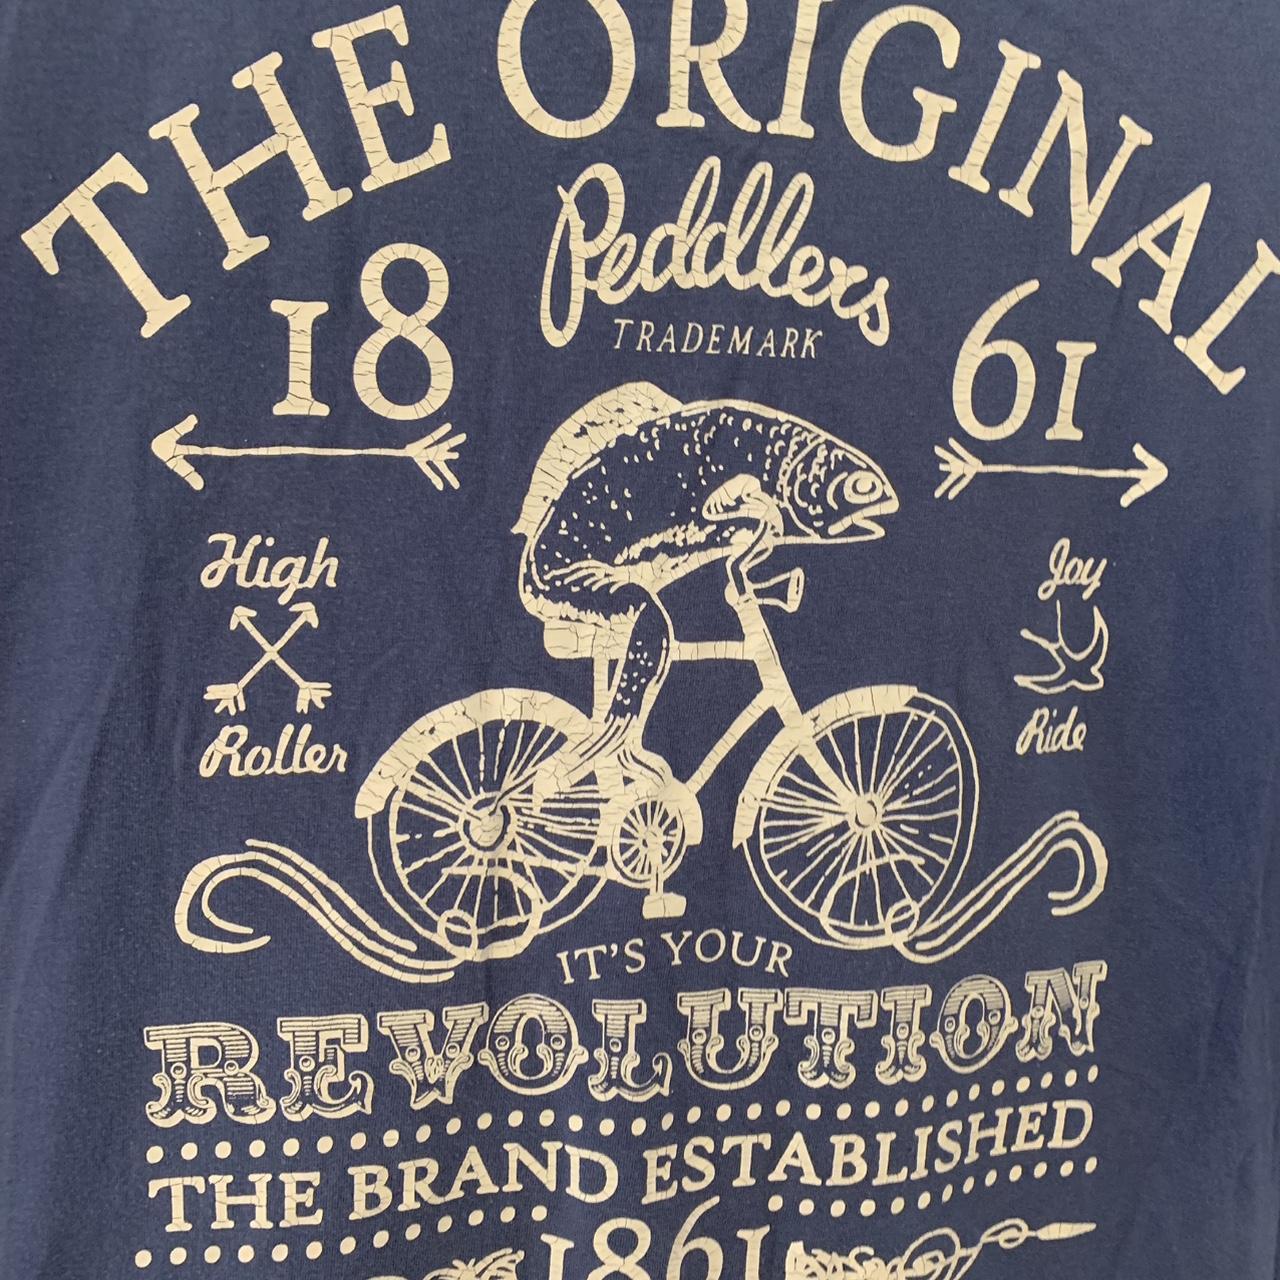 THE ORIGINAL
Peddlers
TRADEMARK
18 61
High
Roller
Joy
Ride
IT'S YOUR
REVOLUTION
THE BRAND ESTABLISHED
1861